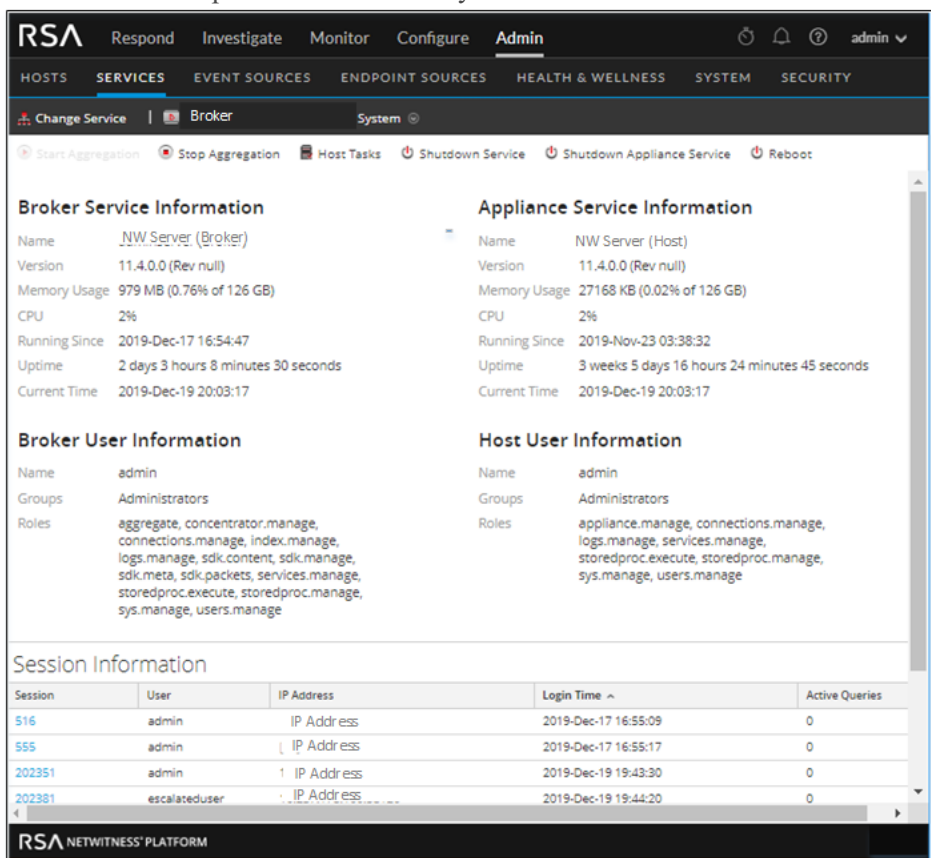 RSA Respond Investigate Monitor Configure Admin admin
HOSTS SERVICES EVENT SOURCES ENDPOINT SOURCES HEALTH & WELLNESS SYSTEM SECURITY
Change Service | Broker System
Start Aggregation Stop Aggregation Host Tasks Shutdown Service Shutdown Appliance Service Reboot
Broker Service Information
Name NW Server (Broker)
Version 11.4.0.0 (Rev null)
Memory Usage 979 MB (0.76% of 126 GB)
CPU 2%
Running Since 2019-Dec-17 16:54:47
Uptime 2 days 3 hours 8 minutes 30 seconds
Current Time 2019-Dec-19 20:03:17
Appliance Service Information
Name NW Server (Host)
Version 11.4.0.0 (Rev null)
Memory Usage 27168 KB (0.02% of 126 GB)
CPU 2%
Running Since 2019-Nov-23 03:38:32
Uptime 3 weeks 5 days 16 hours 24 minutes 45 seconds
Current Time 2019-Dec-19 20:03:17
Broker User Information
Name admin
Groups Administrators
Roles aggregate, concentrator.manage,
connections.manage, index.manage,
logs.manage, sdk.content, sdk.manage,
sdk.meta, sdk.packets, services.manage,
storedproc.execute, storedproc.manage,
sys.manage, users.manage
Host User Information
Name admin
Groups Administrators
Roles appliance.manage, connections.manage,
logs.manage, services.manage,
storedproc.execute, storedproc.manage,
sys.manage, users.manage
Session Information
Session User IP Address Login Time Active Queries
516 admin IP Address 2019-Dec-17 16:55:09 0
555 admin IP Address 2019-Dec-17 16:55:17 0
202351 admin IP Address 2019-Dec-19 19:43:30 0
202381 escalateduser IP Address 2019-Dec-19 19:44:20 0
RSA NETWITNESS® PLATFORM